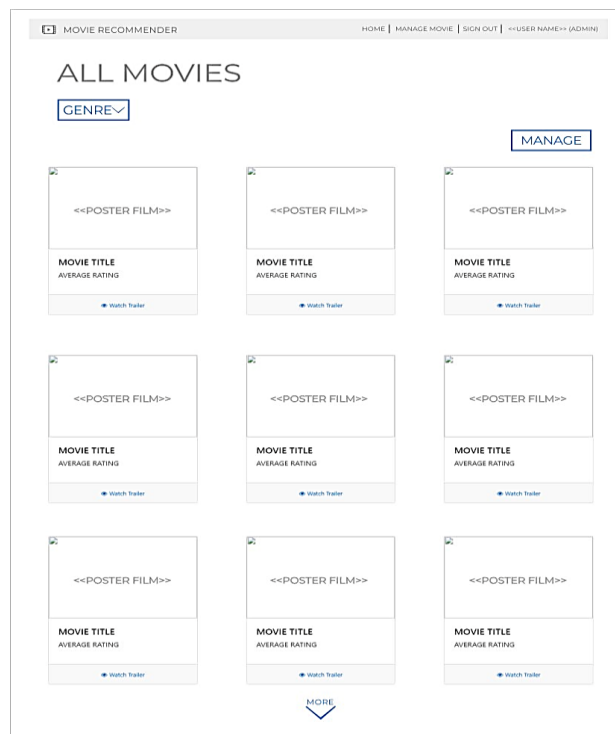 MOVIE RECOMMENDER HOME MANAGE MOVIE SIGN OUT <<USER NAME>> (ADMIN)
ALL MOVIES
GENRE
MANAGE
<<POSTER FILM>> <<POSTER FILM>> <<POSTER FILM>>
MOVIE TITLE MOVIE TITLE MOVIE TITLE
AVERAGE RATING AVERAGE RATING AVERAGE RATING
Watch Trailer Watch Trailer Watch Trailer
<<POSTER FILM>> <<POSTER FILM>> <<POSTER FILM>>
MOVIE TITLE MOVIE TITLE MOVIE TITLE
AVERAGE RATING AVERAGE RATING AVERAGE RATING
Watch Trailer Watch Trailer Watch Trailer
<<POSTER FILM>> <<POSTER FILM>> <<POSTER FILM>>
MOVIE TITLE MOVIE TITLE MOVIE TITLE
AVERAGE RATING AVERAGE RATING AVERAGE RATING
Watch Trailer Watch Trailer Watch Trailer
MORE